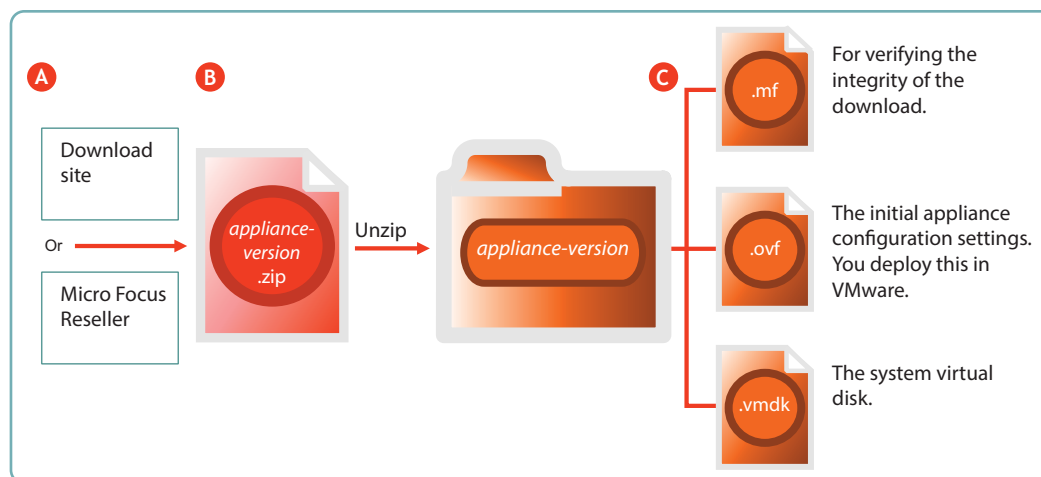 A
Download
site
Or
Micro Focus
Reseller
B
appliance-
version
.zip
Unzip
appliance-version
C
.mf
For verifying the
integrity of the
download.
.ovf
The initial appliance
configuration settings.
You deploy this in
VMware.
.vmdk
The system virtual
disk.